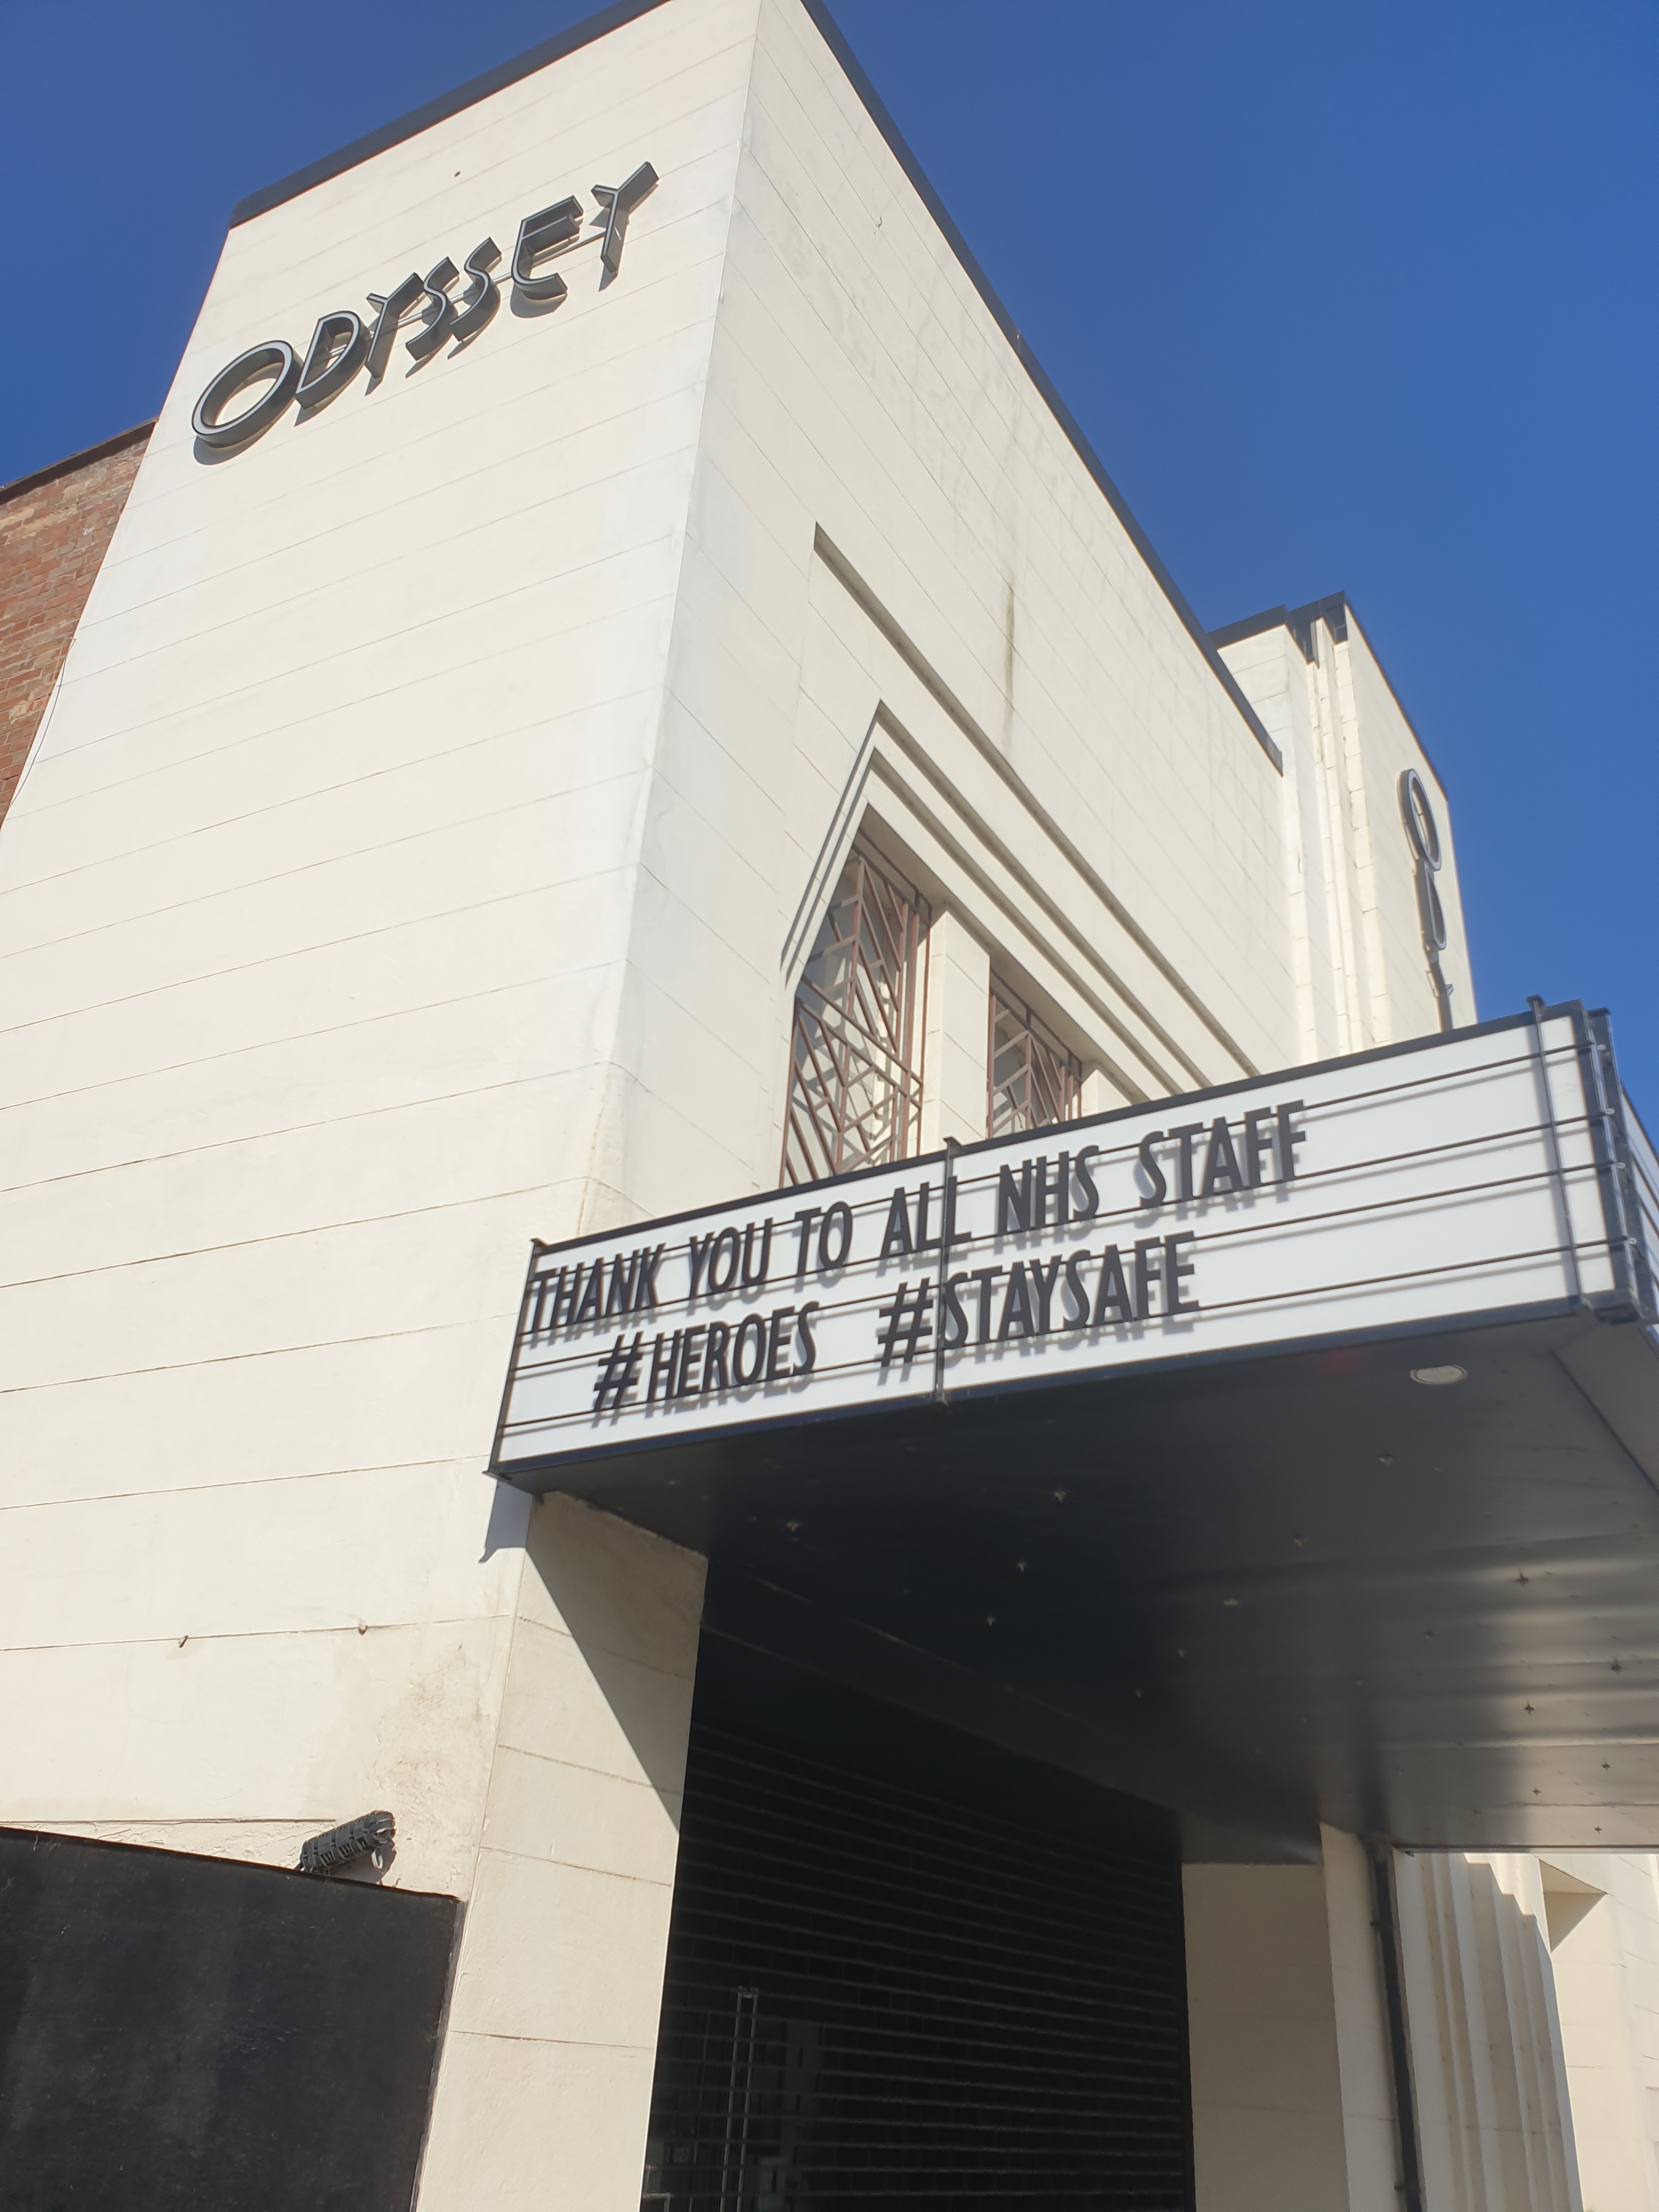 ODYSSEY
THANK YOU TO ALL NHS STAFF
#HEROES #STAYSAFE